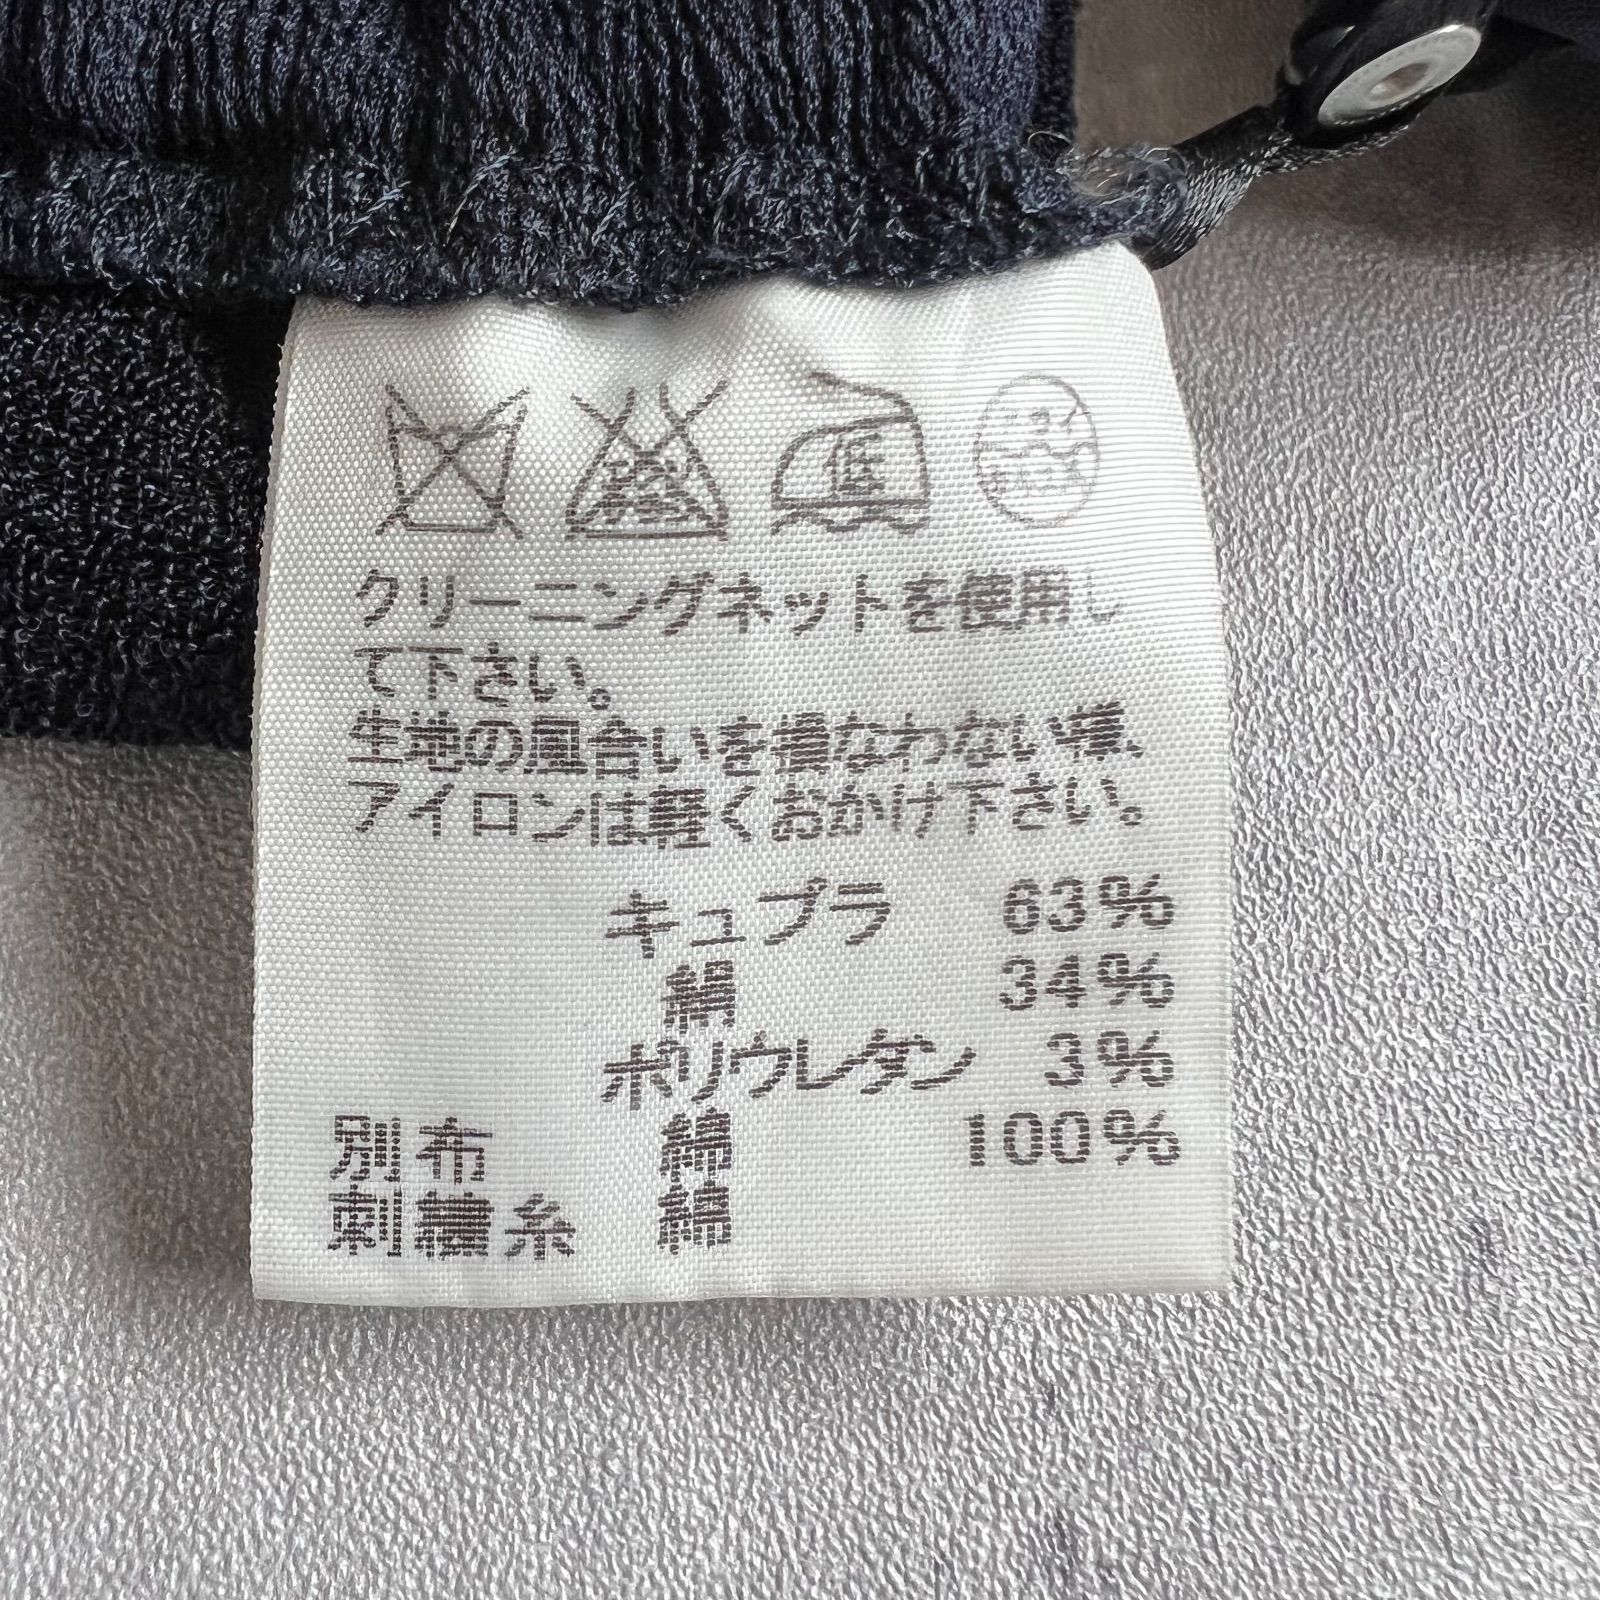 低
クリーニングネットを使用し
て下さい。
生地の風合いを損なわない様、
アイロンは軽くおかけ下さい。
キュプラ 63%
絹 34%
ポリウレタン 3%
別布 綿 100%
刺繍糸 綿